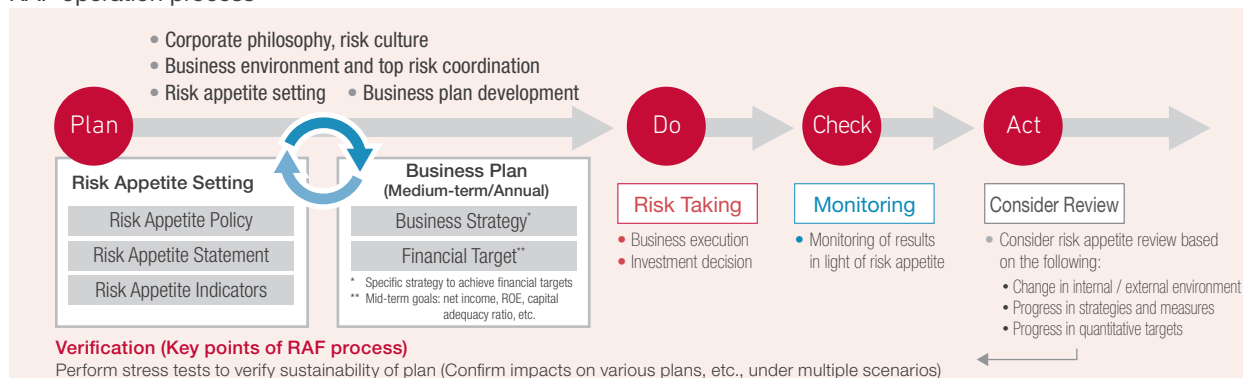 RAF operation process
• Corporate philosophy, risk culture
• Business environment and top risk coordination
• Risk appetite setting • Business plan development
Plan
Do
Check
Act
Risk Appetite Setting
Risk Appetite Policy
Risk Appetite Statement
Risk Appetite Indicators
Business Plan
(Medium-term/Annual)
Business Strategy*
Financial Target**
* Specific strategy to achieve financial targets
** Mid-term goals: net income, ROE, capital
adequacy ratio, etc.
Risk Taking
• Business execution
• Investment decision
Monitoring
• Monitoring of results
in light of risk appetite
Consider Review
• Consider risk appetite review based
on the following:
• Change in internal / external environment
• Progress in strategies and measures
• Progress in quantitative targets
Verification (Key points of RAF process)
Perform stress tests to verify sustainability of plan (Confirm impacts on various plans, etc., under multiple scenarios)